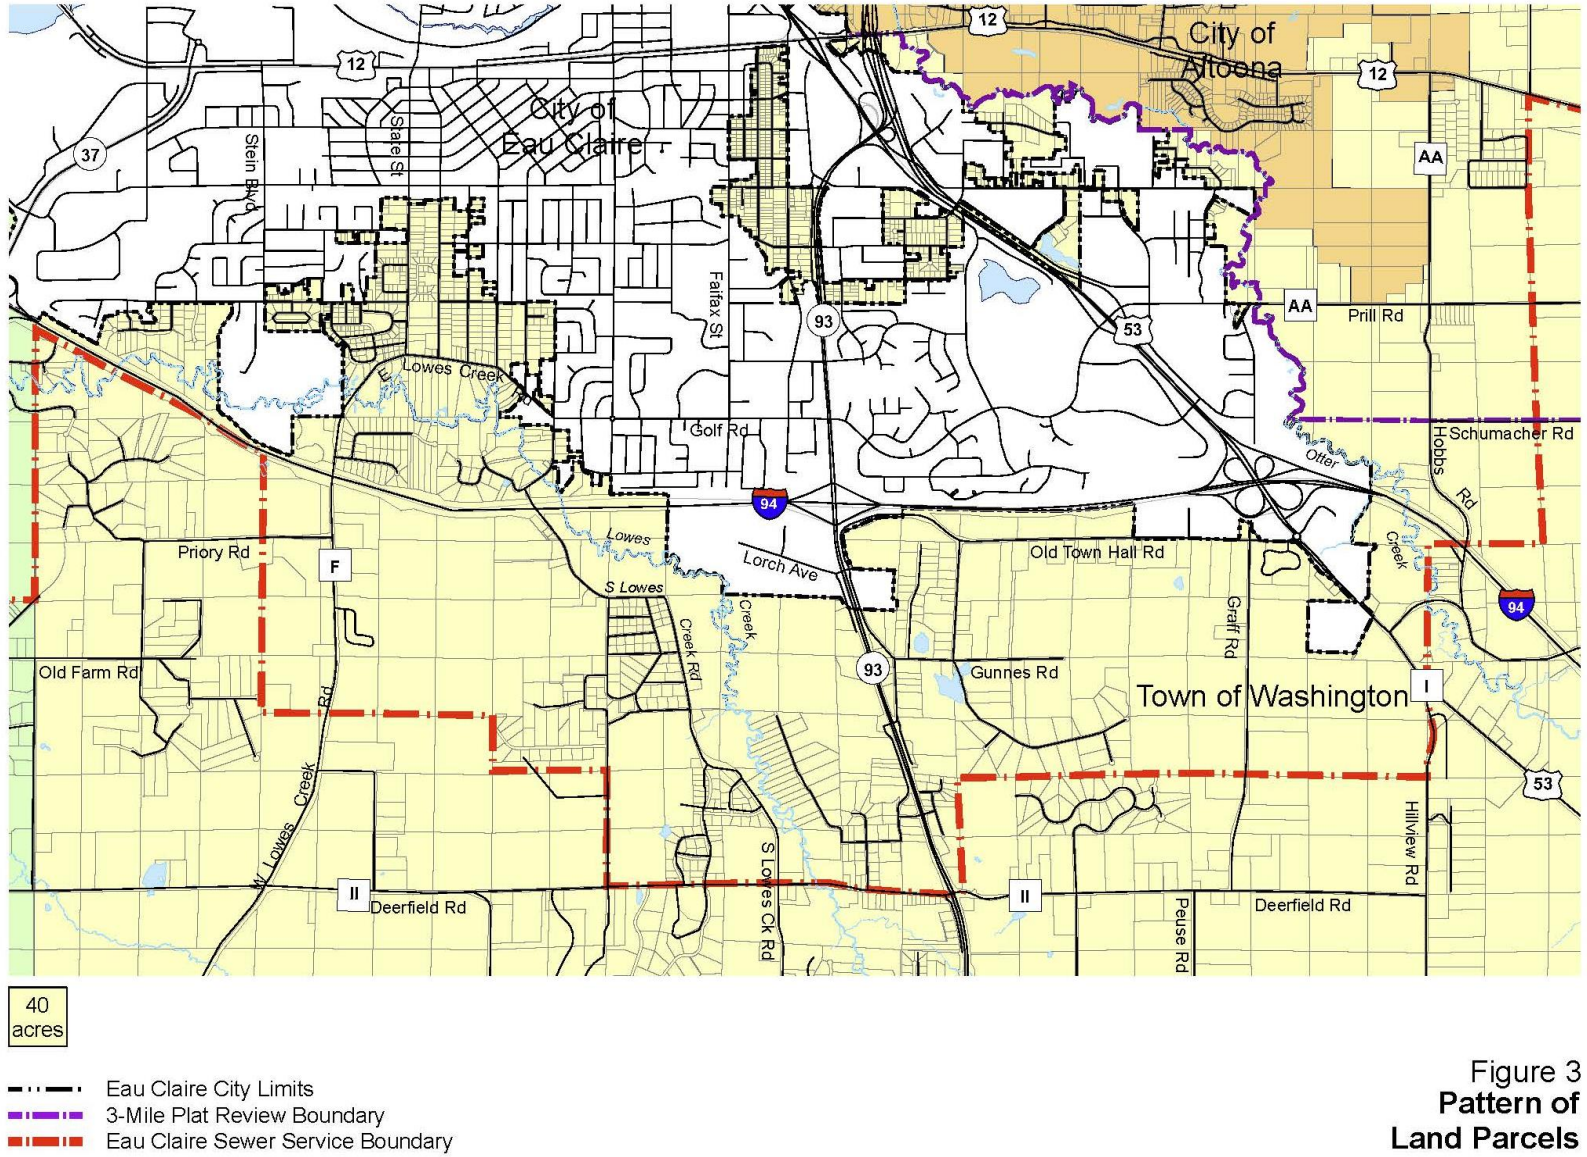 12
City of
Altoona
12
12
City of
Eau Claire
State St
Stein Blvd
37
AA
Faifax St
93
53
AA
Prill Rd
Lowes Creek
Rd
E
Golf Rd
Schumacher Rd
Hobbs
Rd
Otter
Creek
94
Lowes
Creek
Priory Rd
F
Lorch Ave
Old Town Hall Rd
S Lowes
Creek Rd
Graff Rd
94
Old Farm Rd
93
Gunnes Rd
Town of Washington
I
W Lowes
Creek
Rd
53
S Lowes Ck Rd
Hillview Rd
II
Deerfield Rd
II
Peuse Rd
Deerfield Rd
40
acres
Eau Claire City Limits
3-Mile Plat Review Boundary
Eau Claire Sewer Service Boundary
Figure 3
Pattern of
Land Parcels